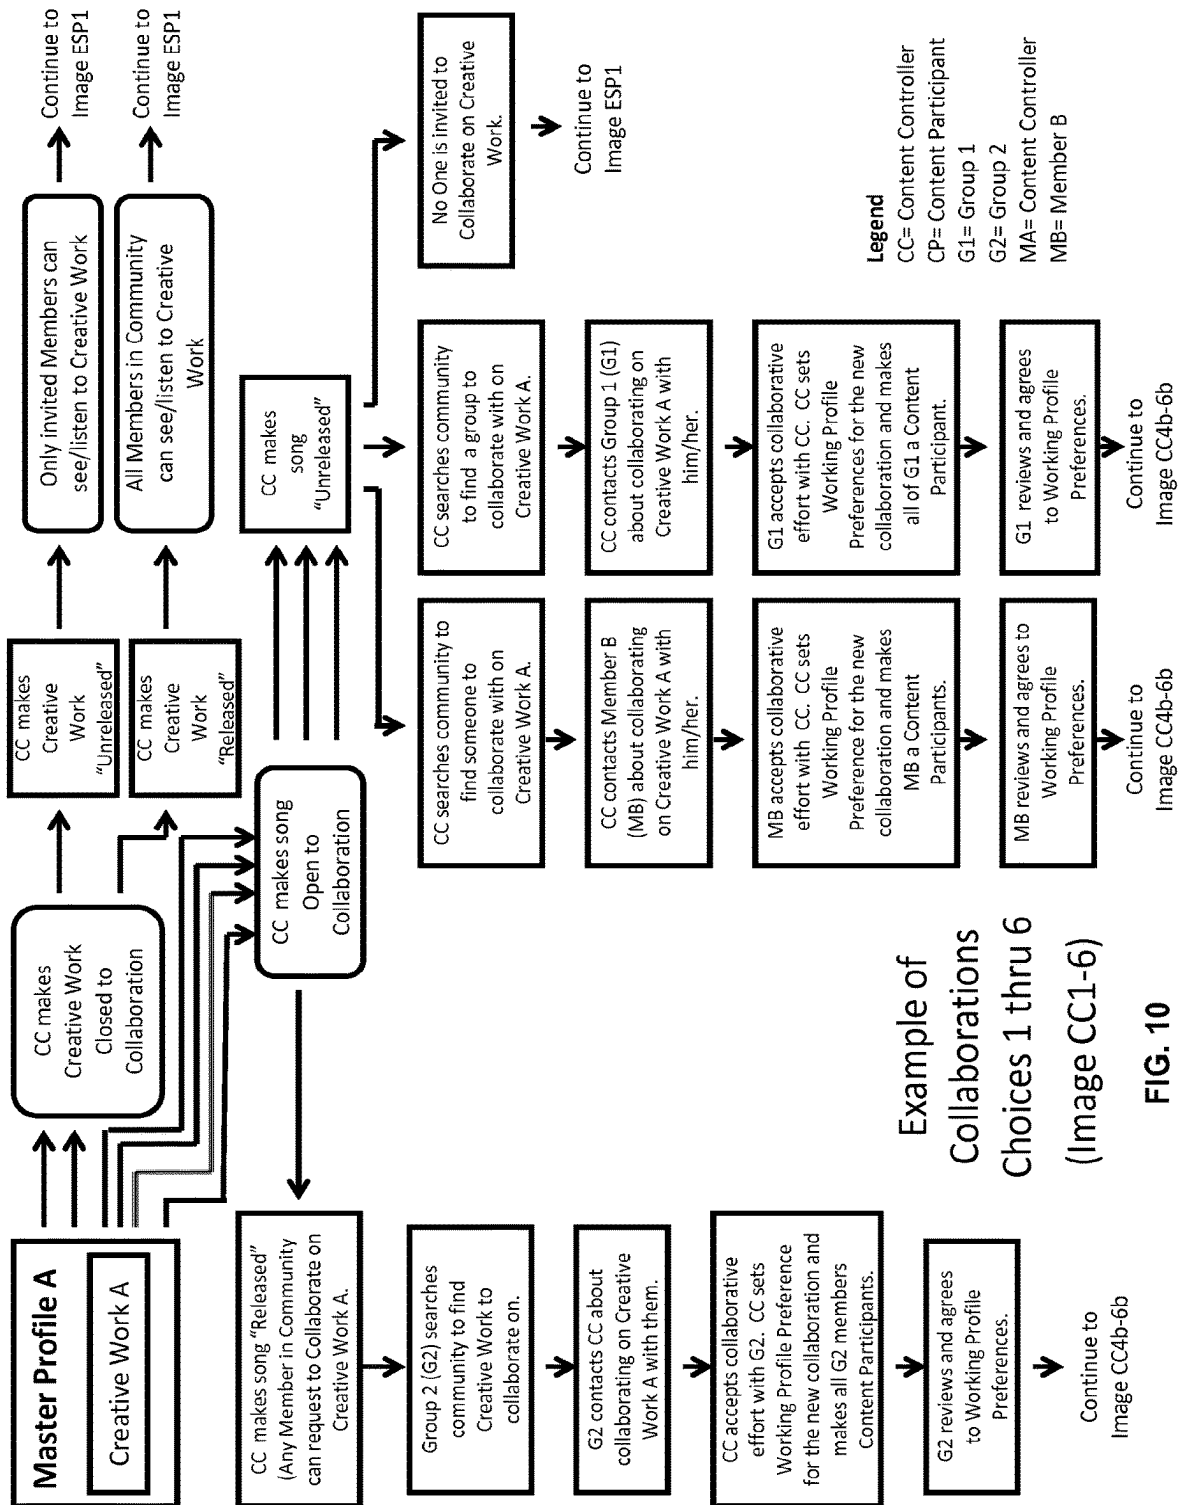 Master Profile A
Creative Work A
CC makes
Creative Work
Closed to
Collaboration
CC makes
Creative
Work
“Unreleased”
Only invited Members can
see/listen to Creative Work
Continue to
Image ESP1
CC makes
Creative
Work
“Released”
All Members in Community
can see/listen to Creative
Work
Continue to
Image ESP1
CC makes song
Open to
Collaboration
CC makes
song
“Unreleased”
CC makes song “Released”
(Any Member in Community
can request to Collaborate on
Creative Work A.
Group 2 (G2) searches
community to find
Creative Work to
collaborate on.
G2 contacts CC about
collaborating on Creative
Work A with them.
CC accepts collaborative
effort with G2.  CC sets
Working Profile Preference
for the new collaboration and
makes all G2 members
Content Participants.
G2 reviews and agrees
to Working Profile
Preferences.
Continue to
Image CC4b-6b
CC searches community to
find someone to
collaborate with on
Creative Work A.
CC contacts Member B
(MB) about collaborating
on Creative Work A with
him/her.
MB accepts collaborative
effort with CC.  CC sets
Working Profile
Preference for the new
collaboration and makes
MB a Content
Participants.
MB reviews and agrees to
Working Profile
Preferences.
Continue to
Image CC4b-6b
CC searches community
to find  a group to
collaborate with on
Creative Work A.
CC contacts Group 1 (G1)
about collaborating on
Creative Work A with
him/her.
G1 accepts collaborative
effort with CC.  CC sets
Working Profile
Preferences for the new
collaboration and makes
all of G1 a Content
Participant.
G1  reviews and agrees
to Working Profile
Preferences.
Continue to
Image CC4b-6b
No One is invited to
Collaborate on Creative
Work.
Continue to
Image ESP1
Legend
CC= Content Controller
CP= Content Participant
G1= Group 1
G2= Group 2
MA= Content Controller
MB= Member B
Example of
Collaborations
Choices 1 thru 6
(Image CC1-6)
FIG. 10